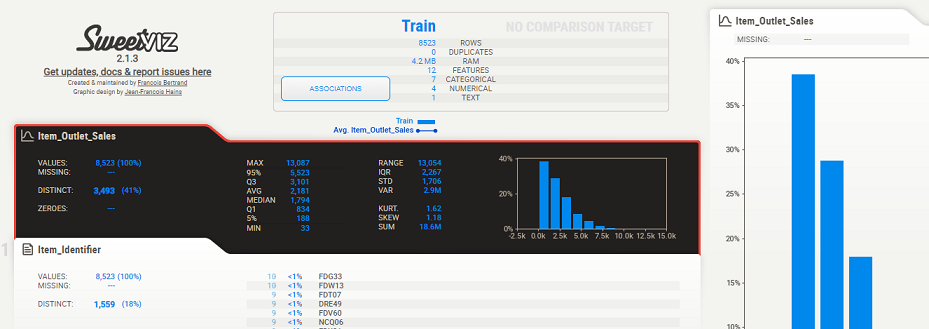 SweetVIZ
2.1.3
Get updates, docs & report issues here
Created & maintained by Francois Bertrand
Graphic design by Jean-Francois Hains
Train
NO COMPARISON TARGET
8523 ROWS
0 DUPLICATES
4.2 MB RAM
12 FEATURES
7 CATEGORICAL
4 NUMERICAL
1 TEXT
ASSOCIATIONS
Train
Avg. Item_Outlet_Sales
Item_Outlet_Sales
VALUES: 8,523 (100%)
MISSING: ---
DISTINCT: 3,493 (41%)
ZEROES: ---
MAX 13,087
95% 5,523
Q3 3,101
AVG 2,181
MEDIAN 1,794
Q1 834
5% 188
MIN 33
RANGE 13,054
IQR 2,267
STD 1,706
VAR 2.9M
KURT. 1.62
SKEW 1.18
SUM 18.6M
40%
20%
0%
-2.5k 0.0k 2.5k 5.0k 7.5k 10.0k 12.5k 15.0k
1
Item_Identifier
VALUES: 8,523 (100%)
MISSING: ---
DISTINCT: 1,559 (18%)
10 <1% FDG33
10 <1% FDW13
9 <1% FDT07
9 <1% DRE49
9 <1% FDV60
9 <1% NCQ06
Item_Outlet_Sales
MISSING: ---
40%
30%
20%
10%